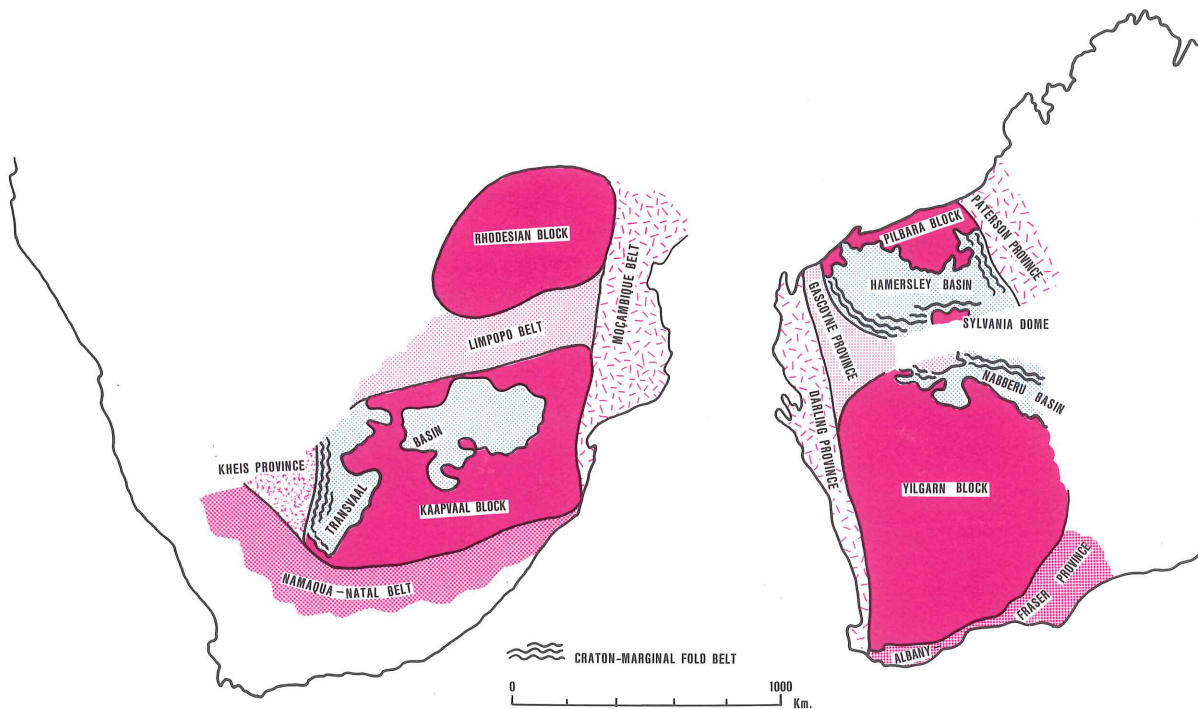 RHODESIAN BLOCK
LIMPOPO BELT
MOÇAMBIQUE BELT
BASIN
KHEIS PROVINCE
TRANSVAAL
KAAPVAAL BLOCK
NAMAQUA-NATAL BELT
PILBARA BLOCK
PATERSON PROVINCE
HAMERSLEY BASIN
GASCOYNE PROVINCE
SYLVANIA DOME
NABBERU BASIN
DARLING PROVINCE
YILGARN BLOCK
FRASER PROVINCE
ALBANY
CRATON-MARGINAL FOLD BELT
0 1000
Km.